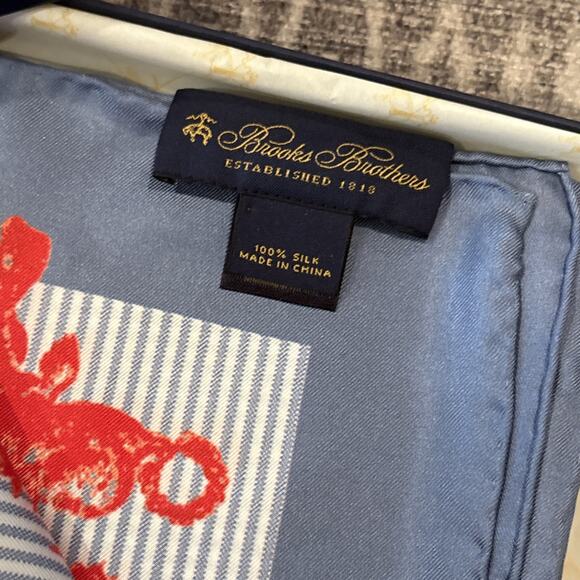 Brooks Brothers
ESTABLISHED 1818
100% SILK
MADE IN CHINA